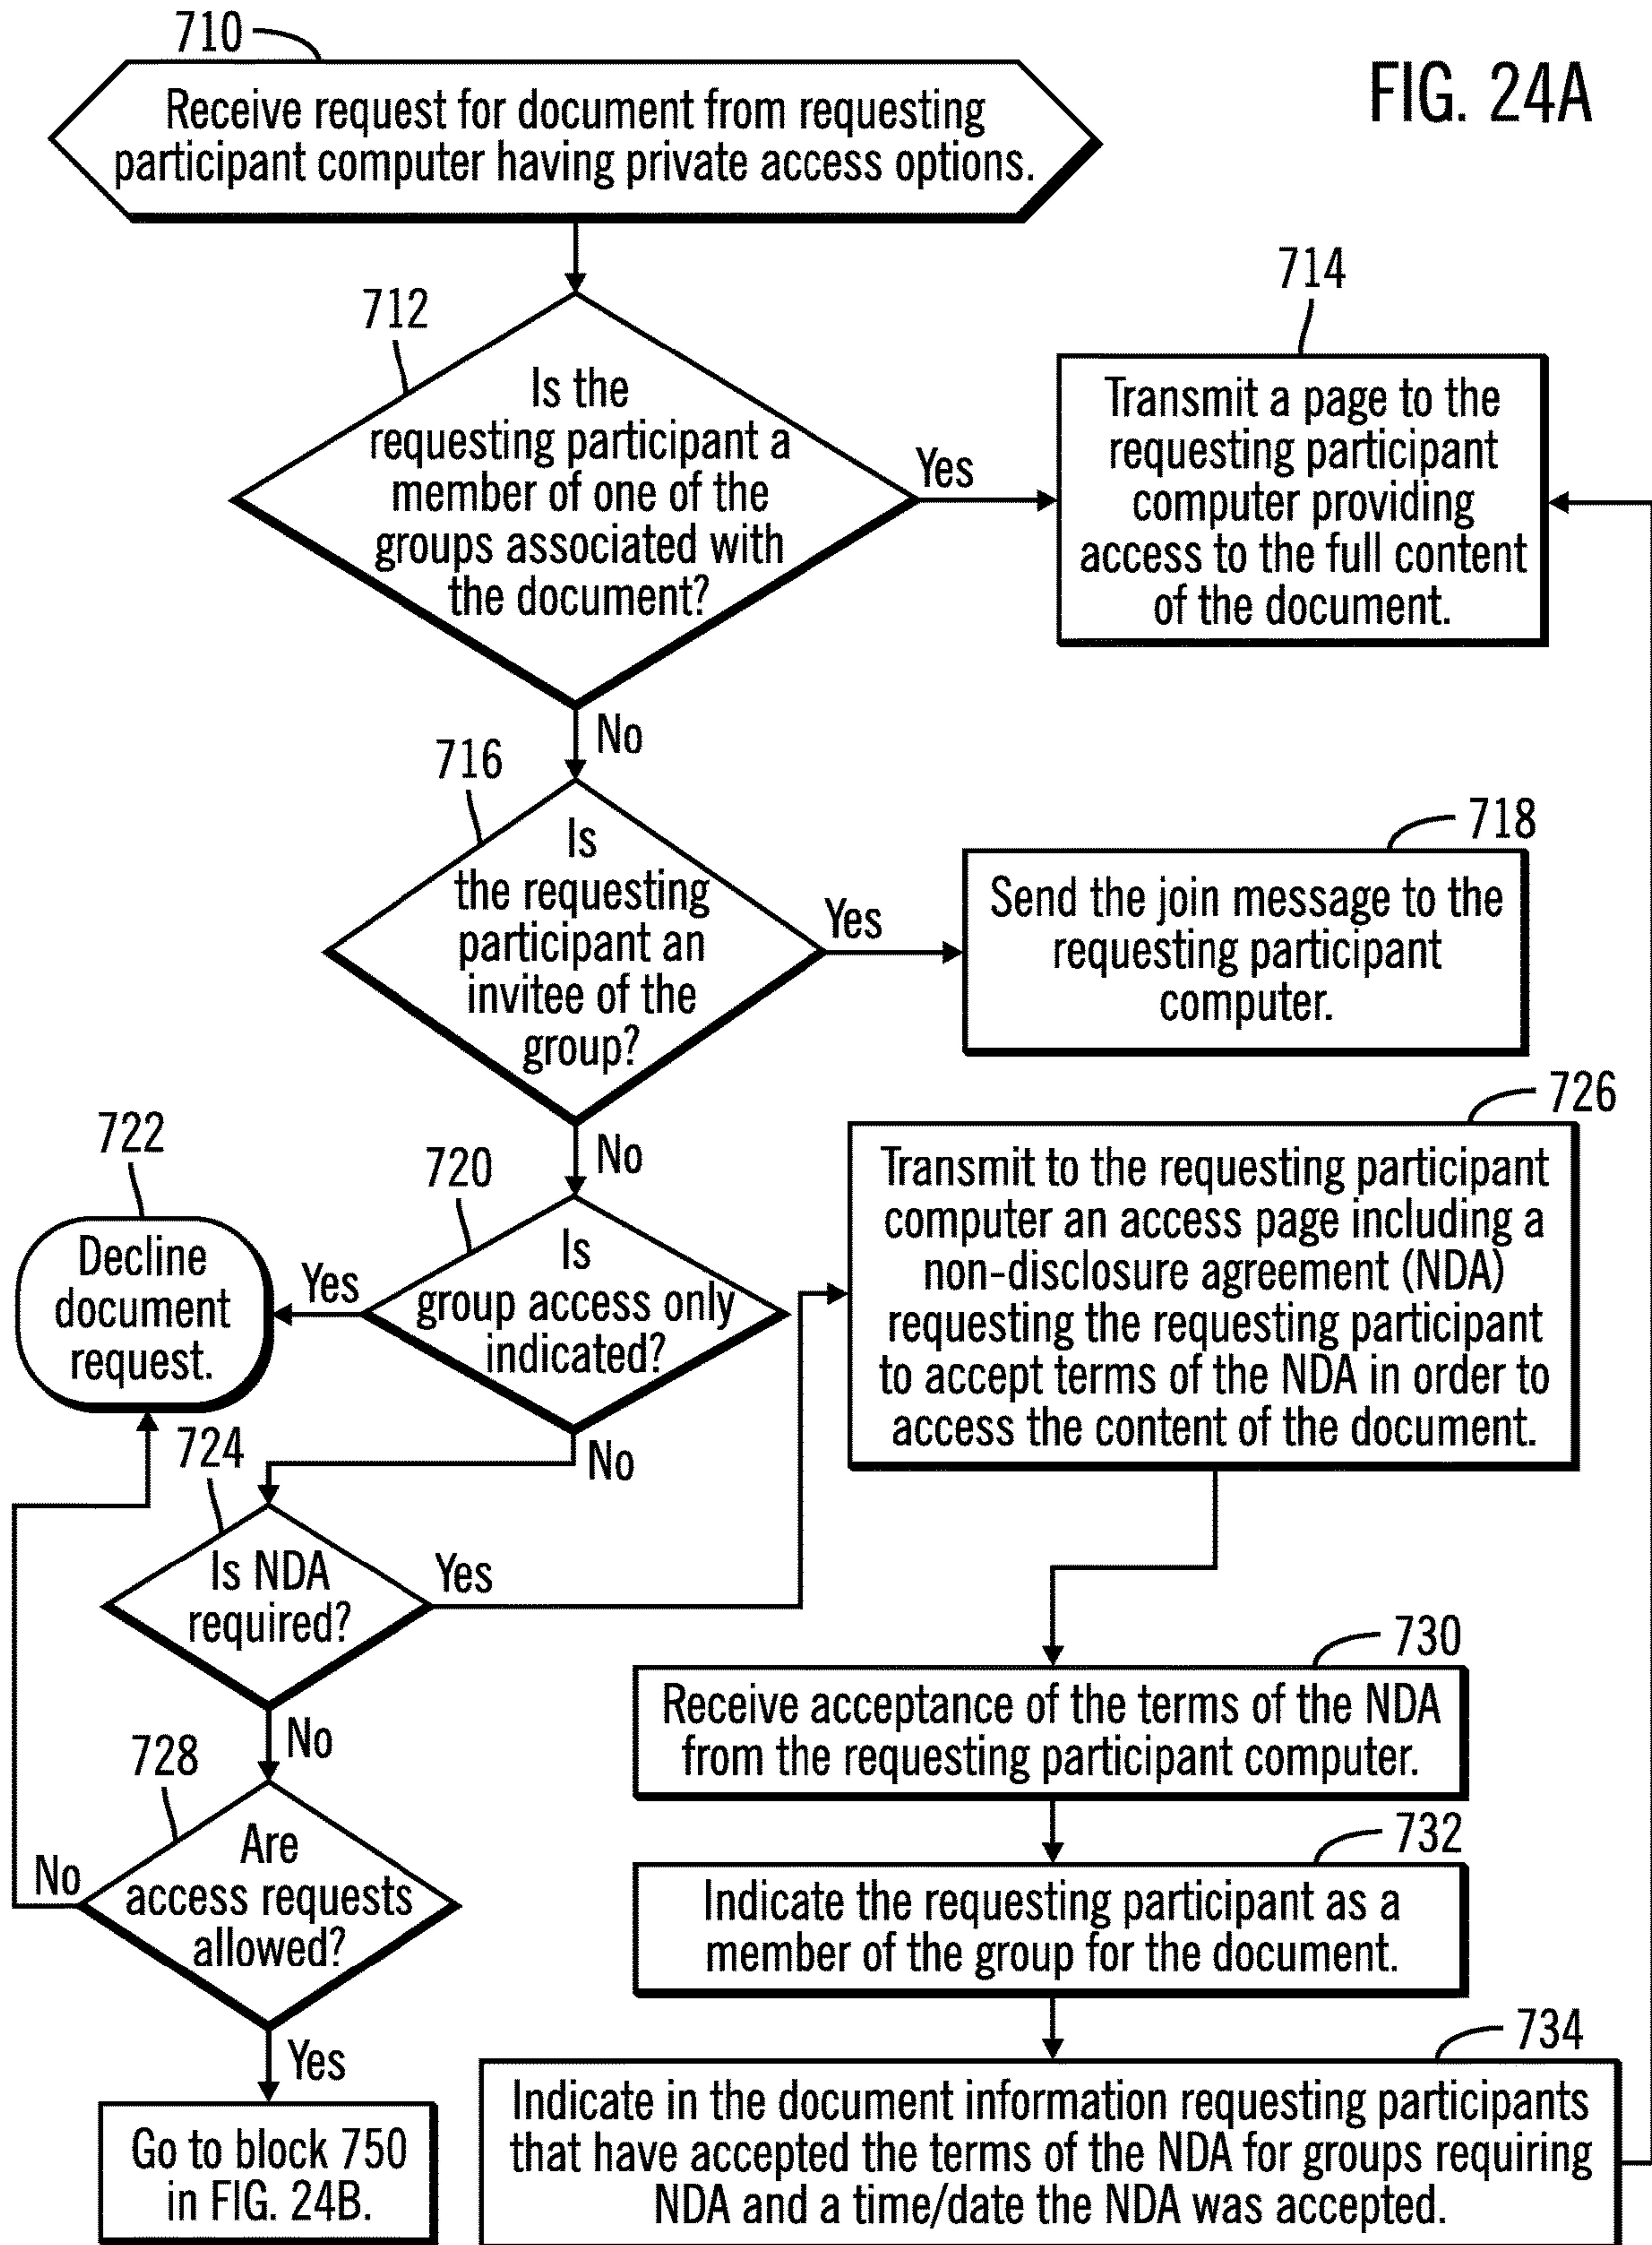 710
FIG. 24A
Receive request for document from requesting
participant computer having private access options.
712
Is the
requesting participant a
member of one of the
groups associated with
the document?
Yes
714
Transmit a page to the
requesting participant
computer providing
access to the full content
of the document.
No
716
Is
the requesting
participant an
invitee of the
group?
Yes
718
Send the join message to the
requesting participant
computer.
No
720
Is
group access only
indicated?
Yes
722
Decline
document
request.
No
724
Is NDA
required?
Yes
726
Transmit to the requesting participant
computer an access page including a
non-disclosure agreement (NDA)
requesting the requesting participant
to accept terms of the NDA in order to
access the content of the document.
No
728
Are
access requests
allowed?
No
Yes
Go to block 750
in FIG. 24B.
730
Receive acceptance of the terms of the NDA
from the requesting participant computer.
732
Indicate the requesting participant as a
member of the group for the document.
734
Indicate in the document information requesting participants
that have accepted the terms of the NDA for groups requiring
NDA and a time/date the NDA was accepted.